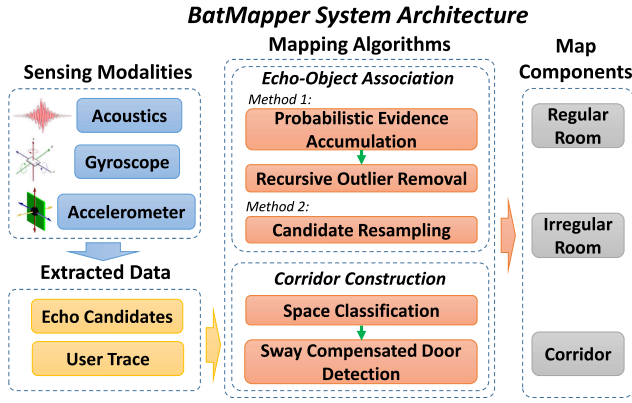 BatMapper System Architecture
Sensing Modalities
Acoustics
Gyroscope
Accelerometer
Extracted Data
Echo Candidates
User Trace
Mapping Algorithms
Echo-Object Association
Method 1:
Probabilistic Evidence
Accumulation
Recursive Outlier Removal
Method 2:
Candidate Resampling
Corridor Construction
Space Classification
Sway Compensated Door
Detection
Map
Components
Regular
Room
Irregular
Room
Corridor